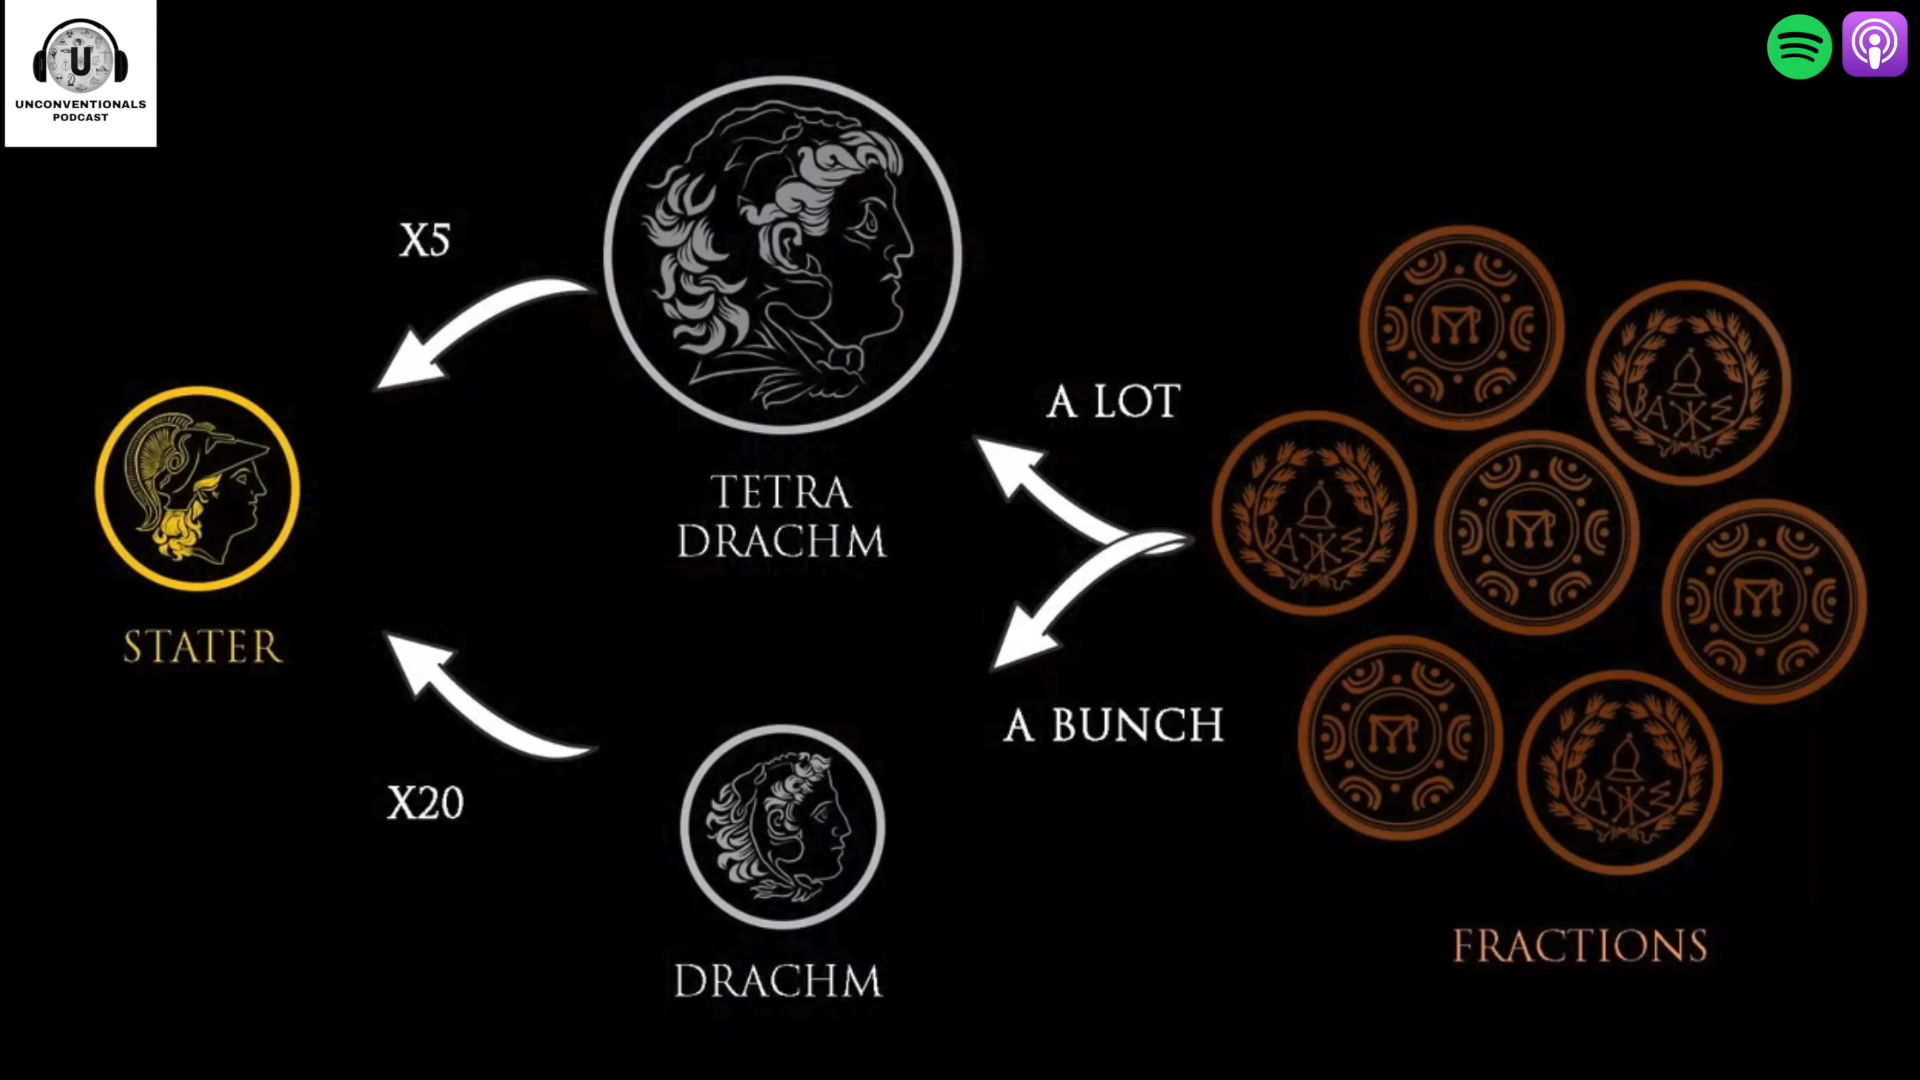 U
UNCONVENTIONALS
PODCAST
X5
A LOT
TETRA
DRACHM
STATER
A BUNCH
X20
DRACHM
FRACTIONS